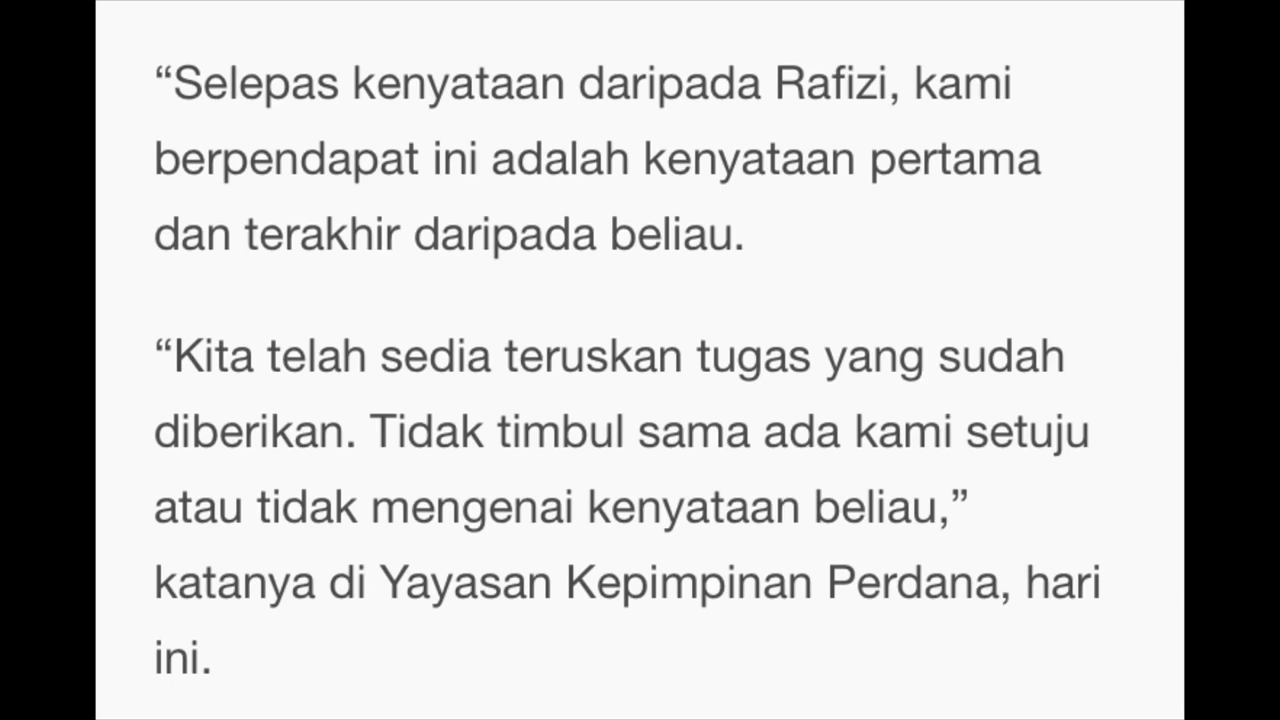 “Selepas kenyataan daripada Rafizi, kami
berpendapat ini adalah kenyataan pertama
dan terakhir daripada beliau.
“Kita telah sedia teruskan tugas yang sudah
diberikan. Tidak timbul sama ada kami setuju
atau tidak mengenai kenyataan beliau,”
katanya di Yayasan Kepimpinan Perdana, hari
ini.